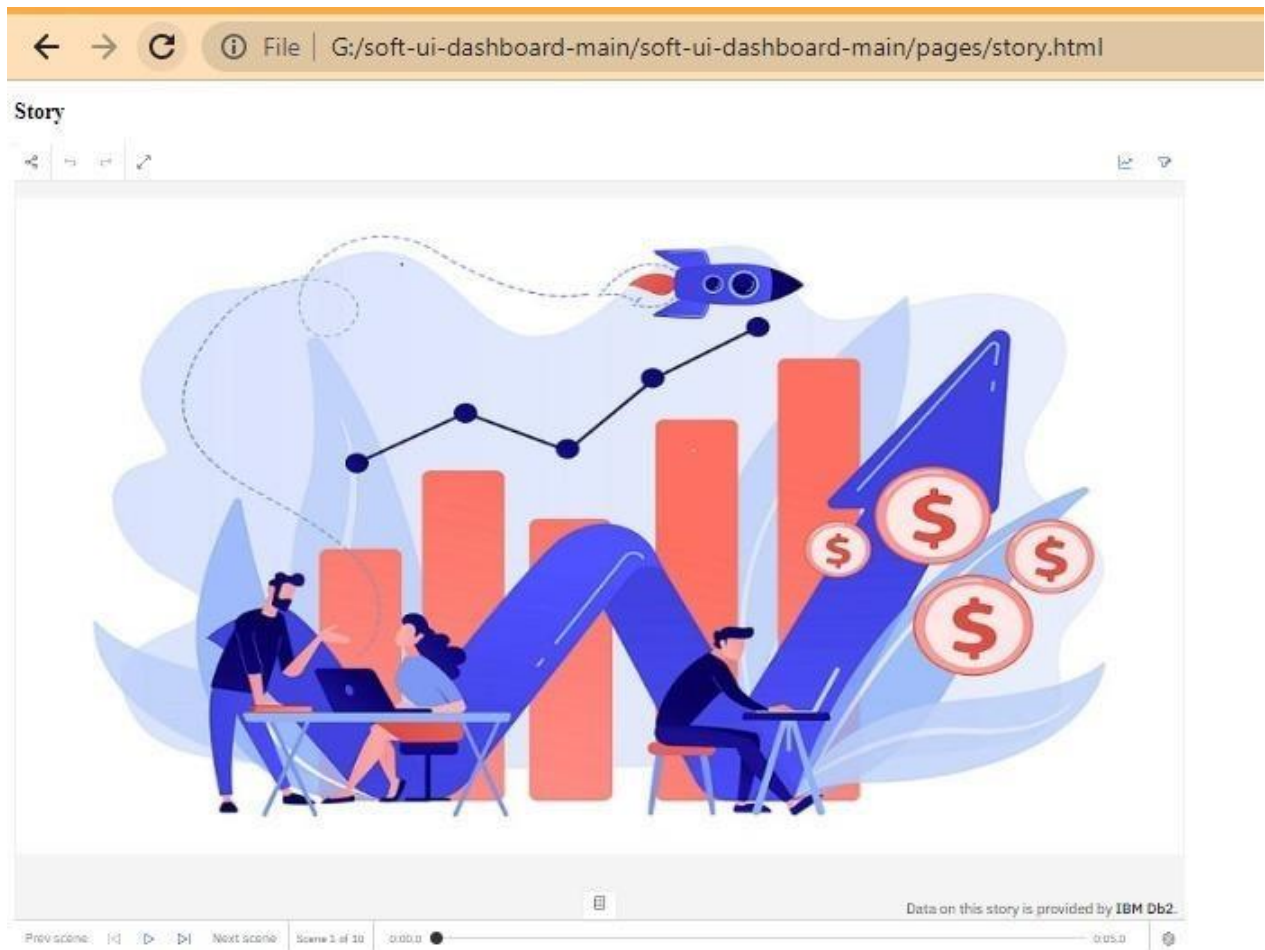 File | G:/soft-ui-dashboard-main/soft-ui-dashboard-main/pages/story.html
Story
$ $ $ $
Data on this story is provided by IBM Db2.
Prev scene Next scene Scene 1 of 10 0:00.0 0:05.0